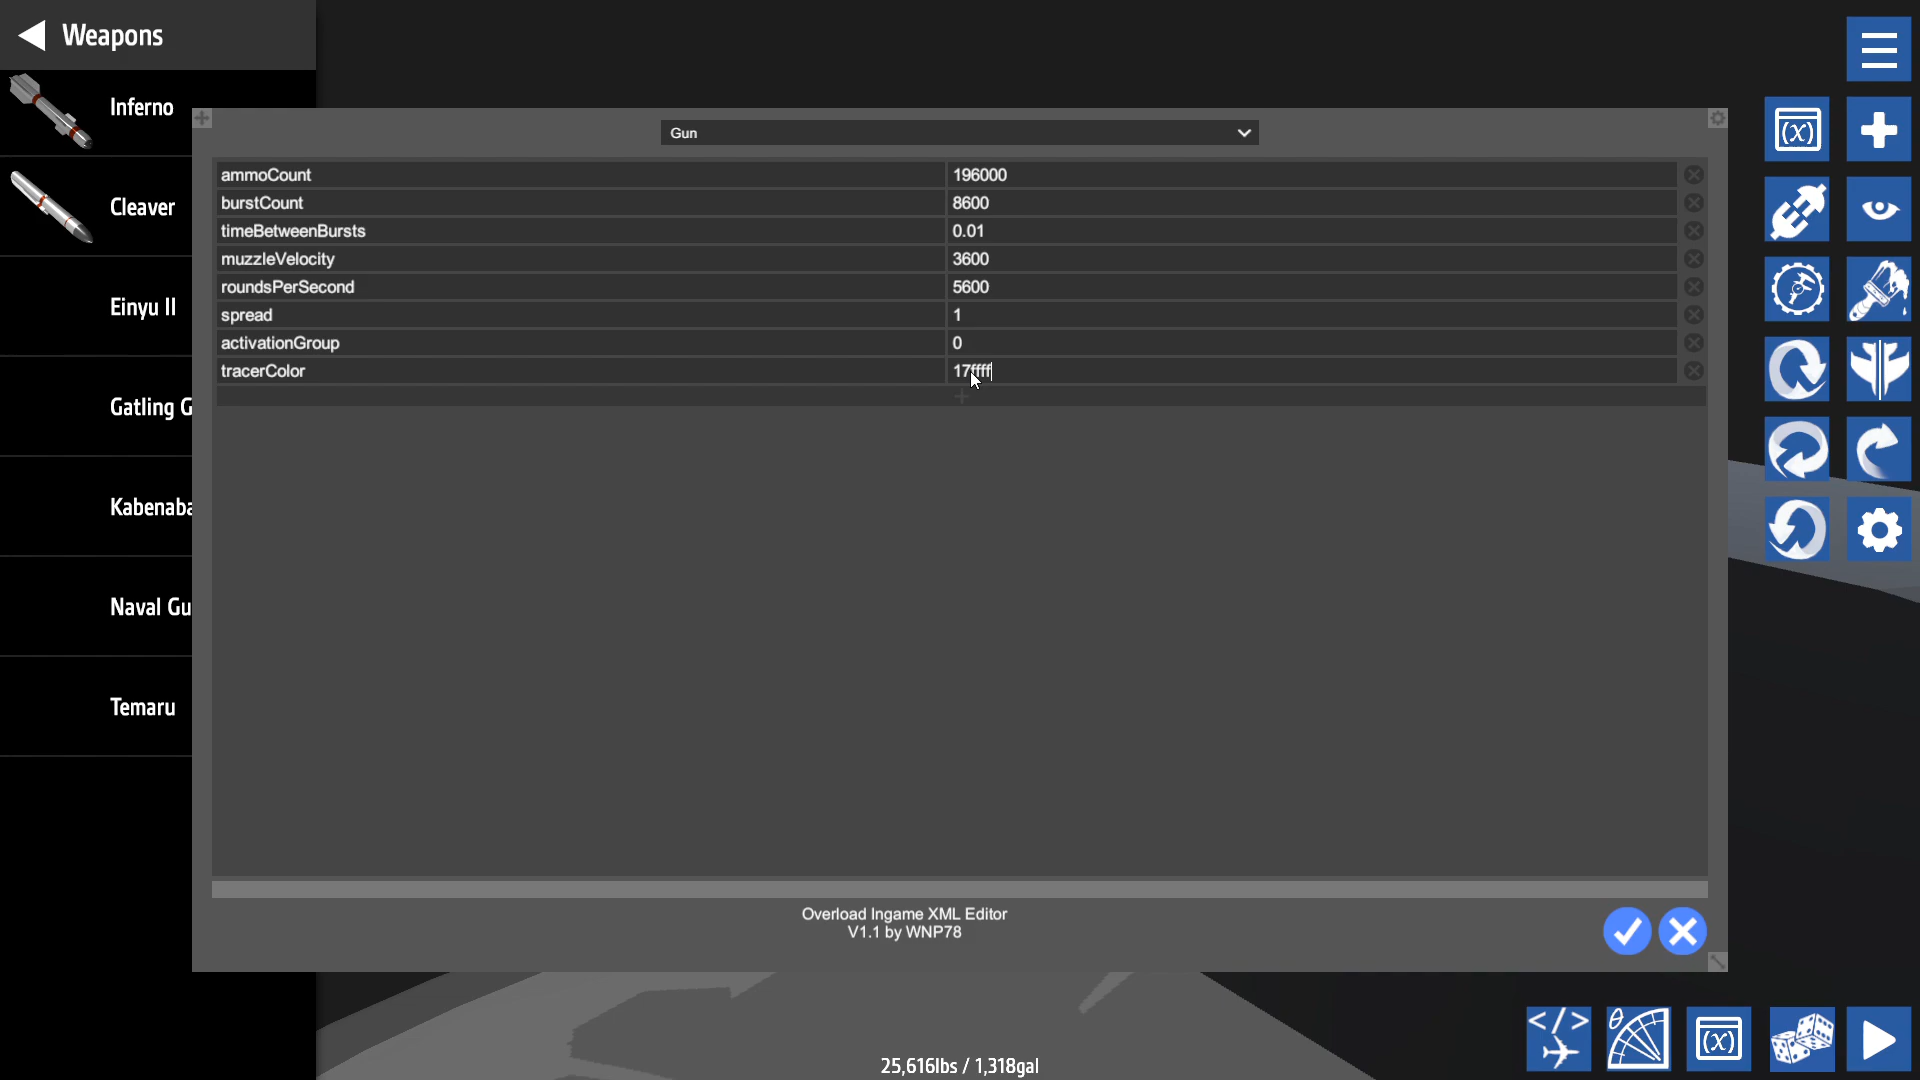 Weapons
Inferno
Cleaver
Einyu II
Gatling G
Kabenaba
Naval Gu
Temaru
Gun
ammoCount 196000
burstCount 8600
timeBetweenBursts 0.01
muzzleVelocity 3600
roundsPerSecond 5600
spread 1
activationGroup 0
tracerColor 17ffff
Overload Ingame XML Editor
V1.1 by WNP78
(x)
</>
θ
(x)
25,616lbs / 1,318gal